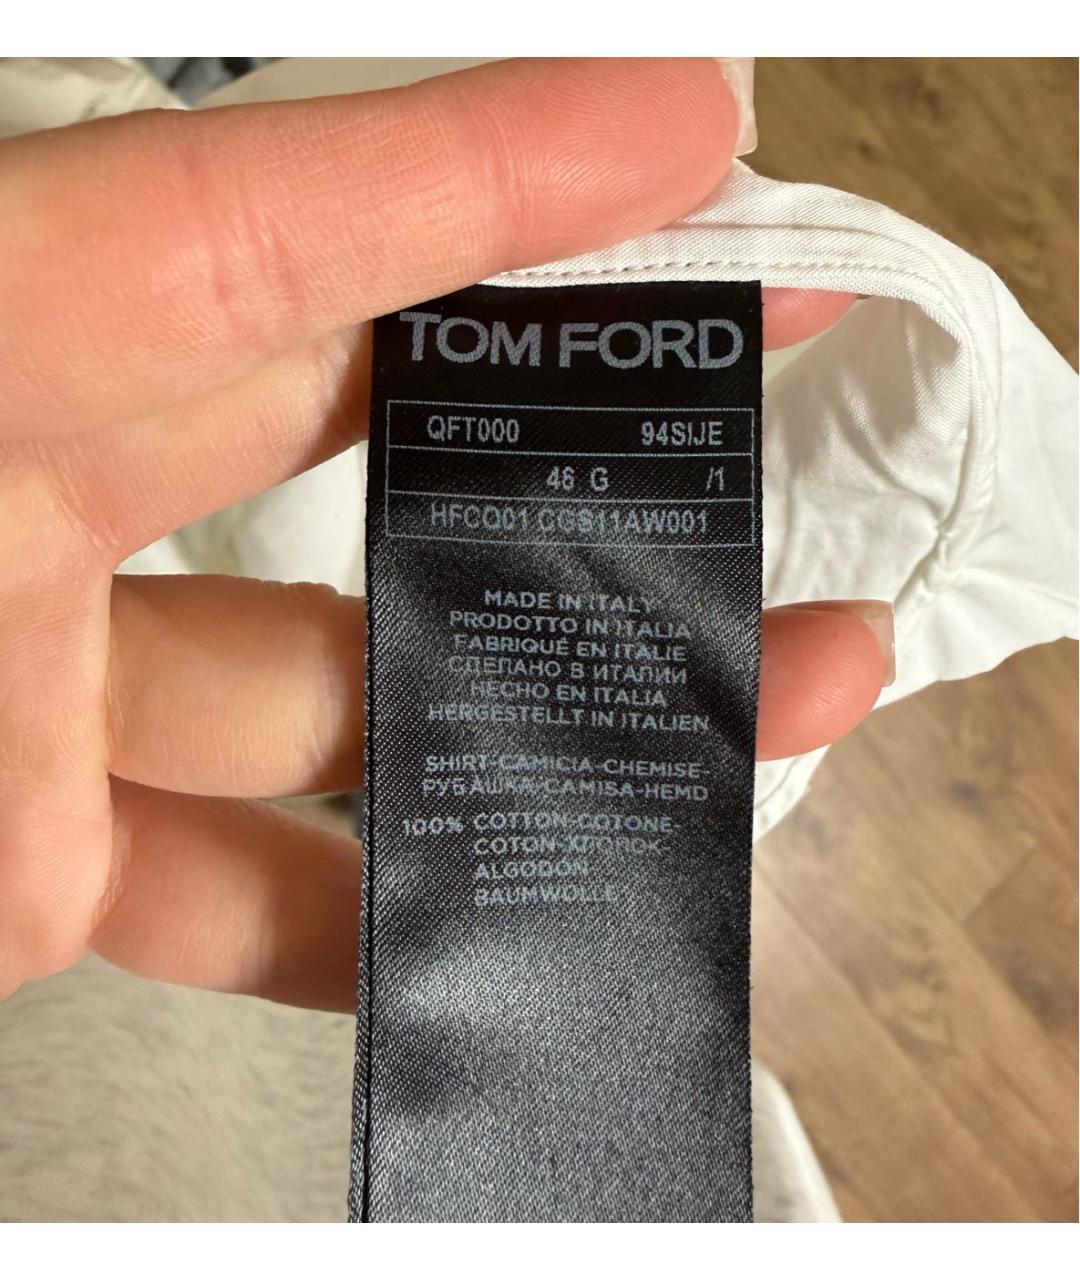 TOM FORD
QFT000 94SIJE
46 G /1
HFCQ01 CGS11AW001
MADE IN ITALY
PRODOTTO IN ITALIA
FABRIQUÉ EN ITALIE
СДЕЛАНО В ИТАЛИИ
HECHO EN ITALIA
HERGESTELLT IN ITALIEN
SHIRT-CAMICIA-CHEMISE-
РУБАШКА-CAMISA-HEMD
100% COTTON-COTONE-
COTON-ХЛОПОК-
ALGODON-
BAUMWOLLE